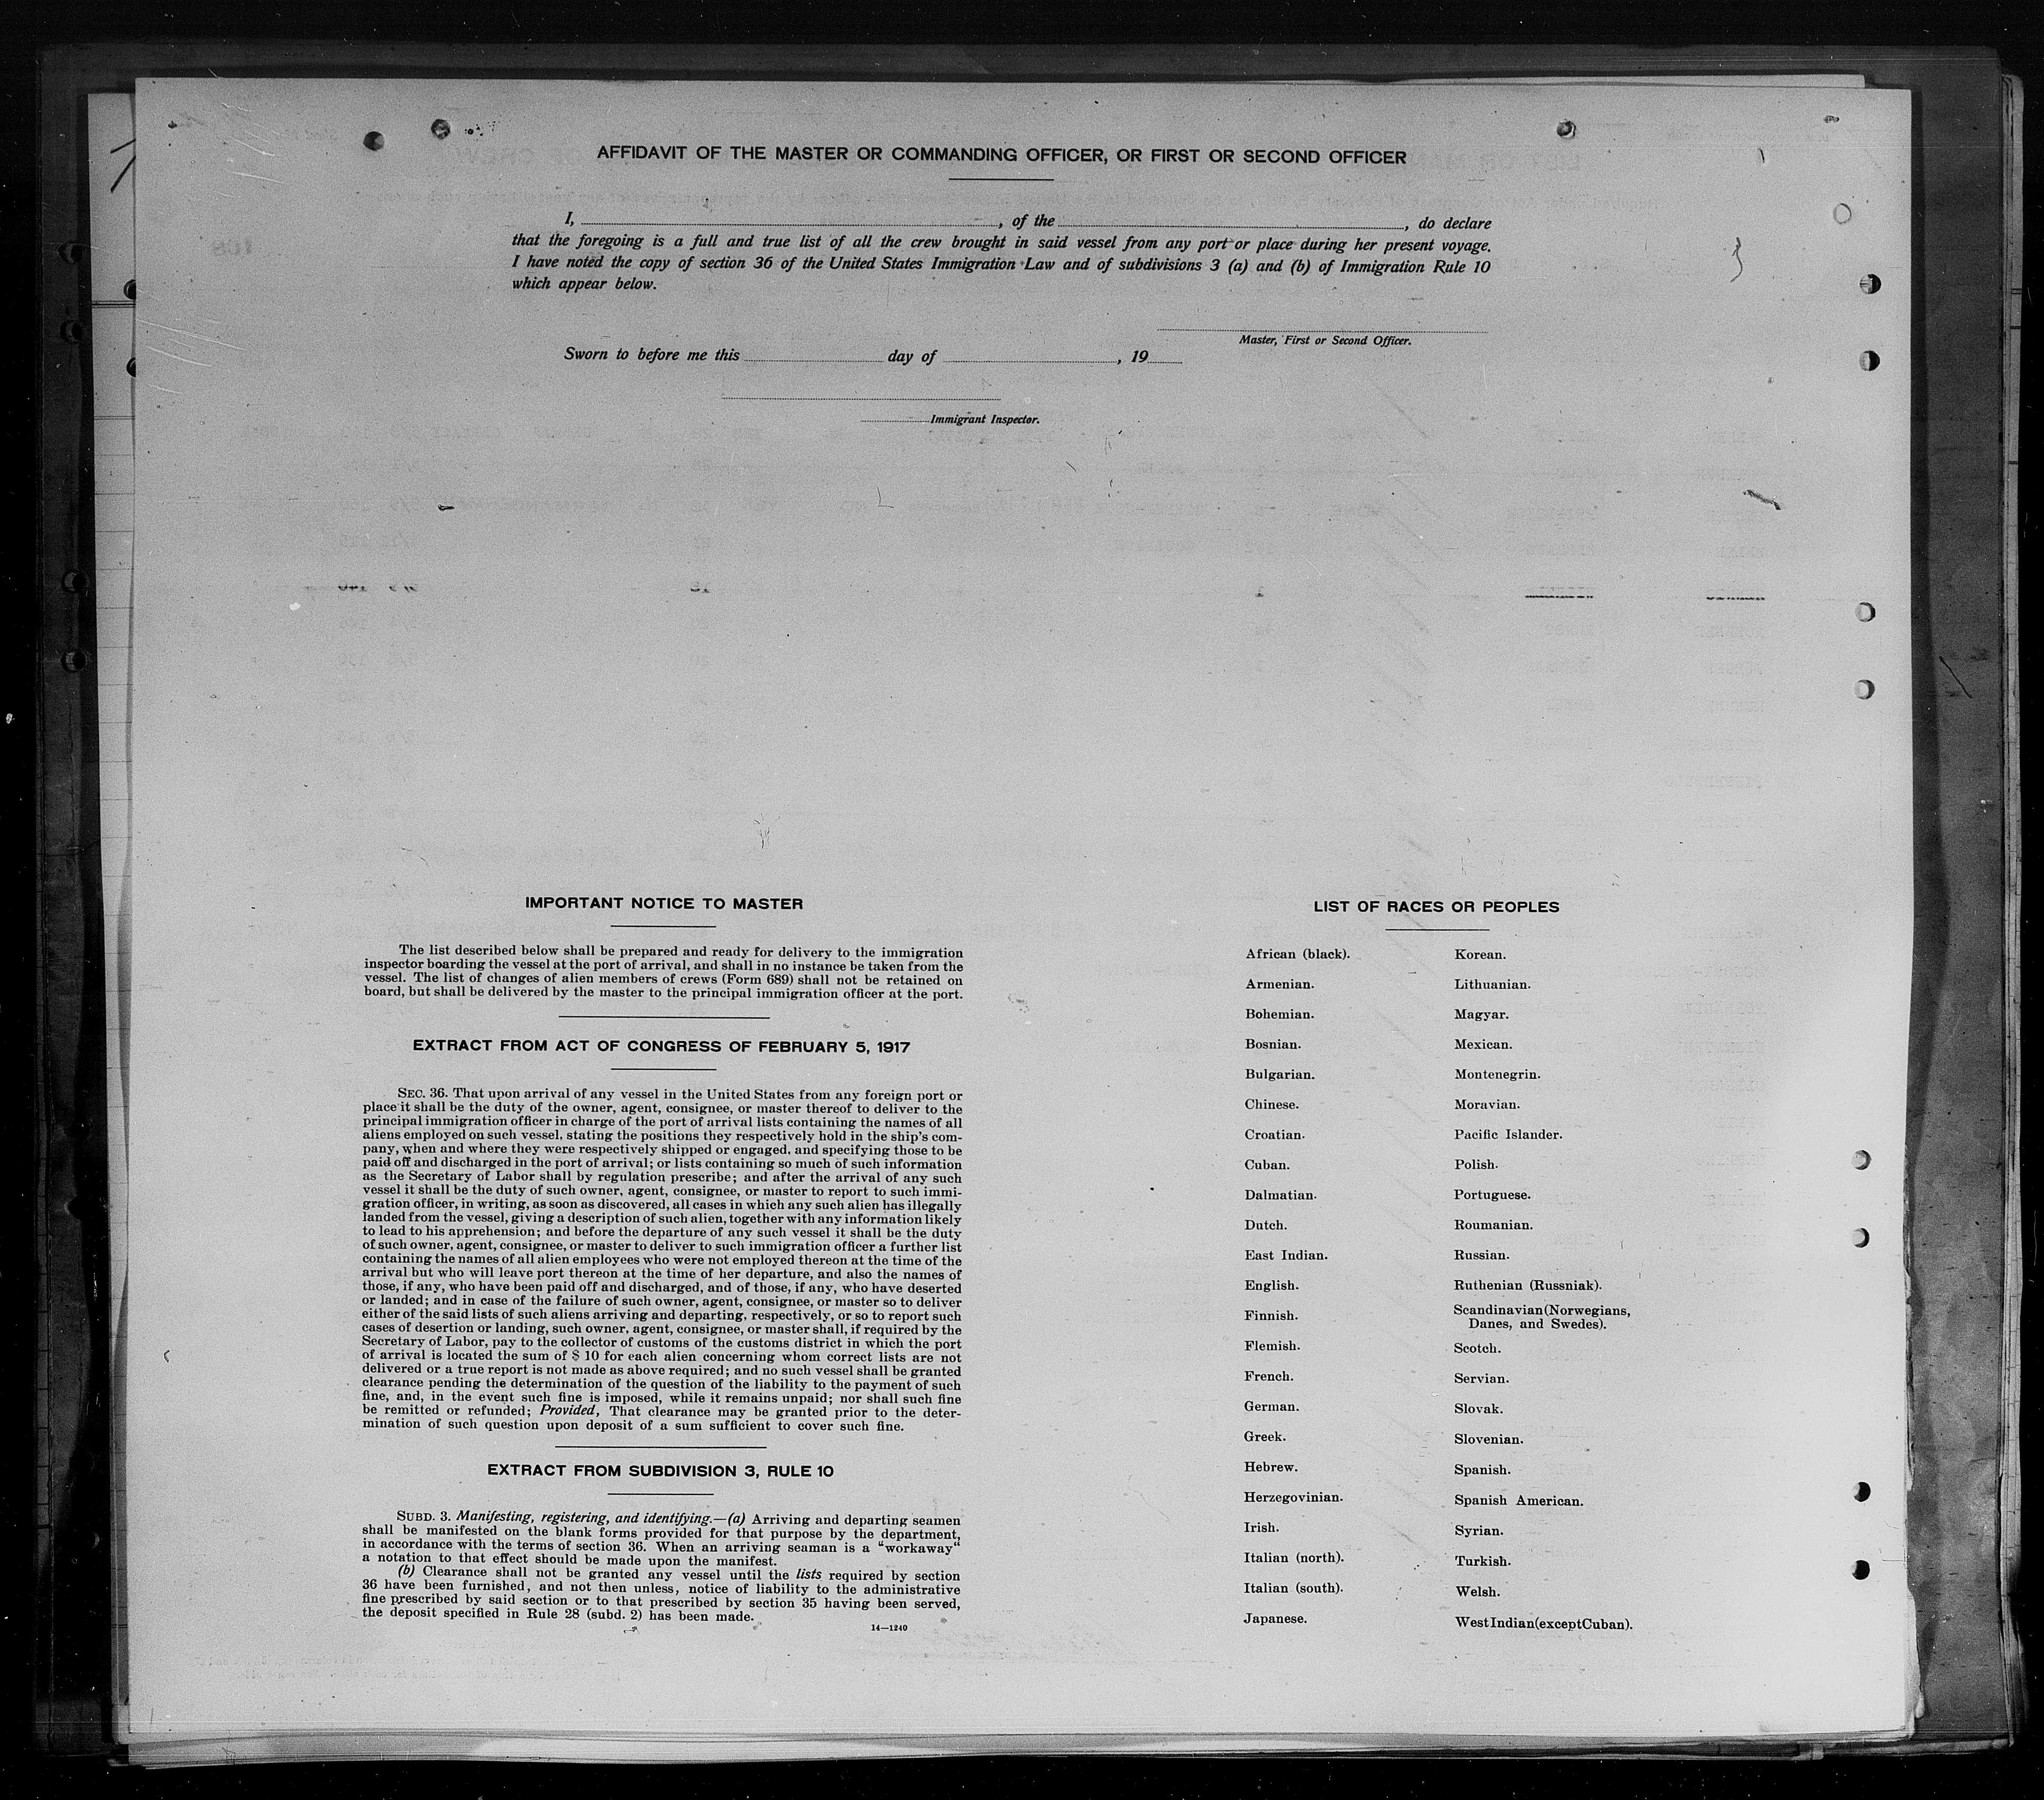 AFFIDAVIT OF THE MASTER OR COMMANDING OFFICER, OR FIRST OR SECOND OFFICER
I, , of the , do declare
that the foregoing is a full and true list of all the crew brought in said vessel from any port or place during her present voyage.
I have noted the copy of section 36 of the United States Immigration Law and of subdivisions 3 (a) and (b) of Immigration Rule 10
which appear below.
Master, First or Second Officer.
Sworn to before me this day of , 19
Immigrant Inspector.
IMPORTANT NOTICE TO MASTER
The list described below shall be prepared and ready for delivery to the immigration
inspector boarding the vessel at the port of arrival, and shall in no instance be taken from the
vessel. The list of changes of alien members of crews (Form 689) shall not be retained on
board, but shall be delivered by the master to the principal immigration officer at the port.
EXTRACT FROM ACT OF CONGRESS OF FEBRUARY 5, 1917
SEC. 36. That upon arrival of any vessel in the United States from any foreign port or
place it shall be the duty of the owner, agent, consignee, or master thereof to deliver to the
principal immigration officer in charge of the port of arrival lists containing the names of all
aliens employed on such vessel, stating the positions they respectively hold in the ship's com-
pany, when and where they were respectively shipped or engaged, and specifying those to be
paid off and discharged in the port of arrival; or lists containing so much of such information
as the Secretary of Labor shall by regulation prescribe; and after the arrival of any such
vessel it shall be the duty of such owner, agent, consignee, or master to report to such immi-
gration officer, in writing, as soon as discovered, all cases in which any such alien has illegally
landed from the vessel, giving a description of such alien, together with any information likely
to lead to his apprehension; and before the departure of any such vessel it shall be the duty
of such owner, agent, consignee, or master to deliver to such immigration officer a further list
containing the names of all alien employees who were not employed thereon at the time of the
arrival but who will leave port thereon at the time of her departure, and also the names of
those, if any, who have been paid off and discharged, and of those, if any, who have deserted
or landed; and in case of the failure of such owner, agent, consignee, or master so to deliver
either of the said lists of such aliens arriving and departing, respectively, or so to report such
cases of desertion or landing, such owner, agent, consignee, or master shall, if required by the
Secretary of Labor, pay to the collector of customs of the customs district in which the port
of arrival is located the sum of $ 10 for each alien concerning whom correct lists are not
delivered or a true report is not made as above required; and no such vessel shall be granted
clearance pending the determination of the question of the liability to the payment of such
fine, and, in the event such fine is imposed, while it remains unpaid; nor shall such fine
be remitted or refunded; Provided, That clearance may be granted prior to the deter-
mination of such question upon deposit of a sum sufficient to cover such fine.
EXTRACT FROM SUBDIVISION 3, RULE 10
SUBD. 3. Manifesting, registering, and identifying.—(a) Arriving and departing seamen
shall be manifested on the blank forms provided for that purpose by the department,
in accordance with the terms of section 36. When an arriving seaman is a "workaway"
a notation to that effect should be made upon the manifest.
(b) Clearance shall not be granted any vessel until the lists required by section
36 have been furnished, and not then unless, notice of liability to the administrative
fine prescribed by said section or to that prescribed by section 35 having been served,
the deposit specified in Rule 28 (subd. 2) has been made.
14—1240
LIST OF RACES OR PEOPLES
African (black).
Armenian.
Bohemian.
Bosnian.
Bulgarian.
Chinese.
Croatian.
Cuban.
Dalmatian.
Dutch.
East Indian.
English.
Finnish.
Flemish.
French.
German.
Greek.
Hebrew.
Herzegovinian.
Irish.
Italian (north).
Italian (south).
Japanese.
Korean.
Lithuanian.
Magyar.
Mexican.
Montenegrin.
Moravian.
Pacific Islander.
Polish.
Portuguese.
Roumanian.
Russian.
Ruthenian (Russniak).
Scandinavian (Norwegians,
Danes, and Swedes).
Scotch.
Servian.
Slovak.
Slovenian.
Spanish.
Spanish American.
Syrian.
Turkish.
Welsh.
West Indian (except Cuban).